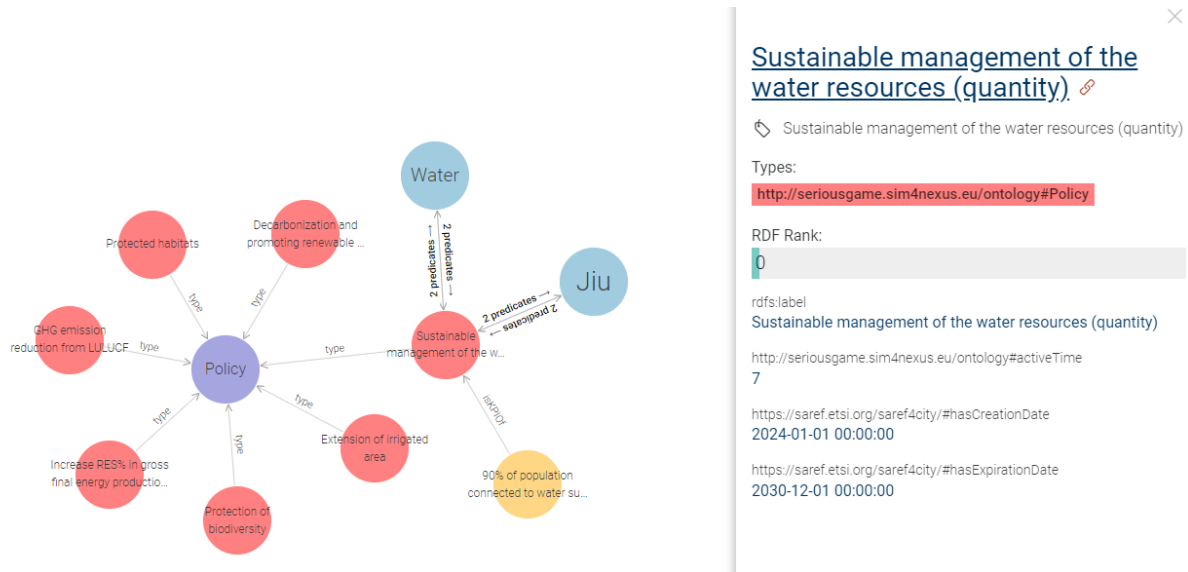 Water
Jiu
2 predicates →
2 predicates →
2 predicates →
← 2 predicates
Decarbonization and
promoting renewable ...
Protected habitats
type
type
GHG emission
reduction from LULUCF
type
Policy
type
Sustainable
management of the w...
isKPIOf
type
type
type
Extension of irrigated
area
Increase RES% in gross
final energy productio...
90% of population
connected to water su...
Protection of
biodiversity
Sustainable management of the
water resources (quantity)
Sustainable management of the water resources (quantity)
Types:
http://seriousgame.sim4nexus.eu/ontology#Policy
RDF Rank:
0
rdfs:label
Sustainable management of the water resources (quantity)
http://seriousgame.sim4nexus.eu/ontology#activeTime
7
https://saref.etsi.org/saref4city/#hasCreationDate
2024-01-01 00:00:00
https://saref.etsi.org/saref4city/#hasExpirationDate
2030-12-01 00:00:00